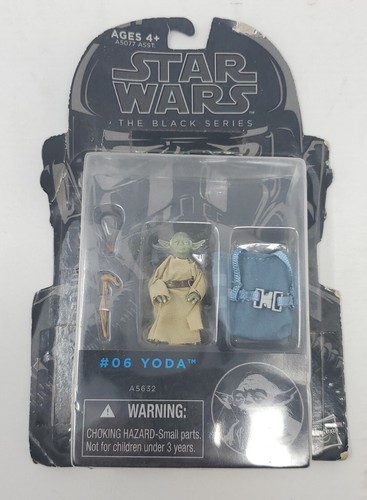 AGES 4+
A5077 ASST.
STAR
WARS
THE BLACK SERIES
#06 YODA™
A5632
WARNING:
CHOKING HAZARD-Small parts.
Not for children under 3 years.